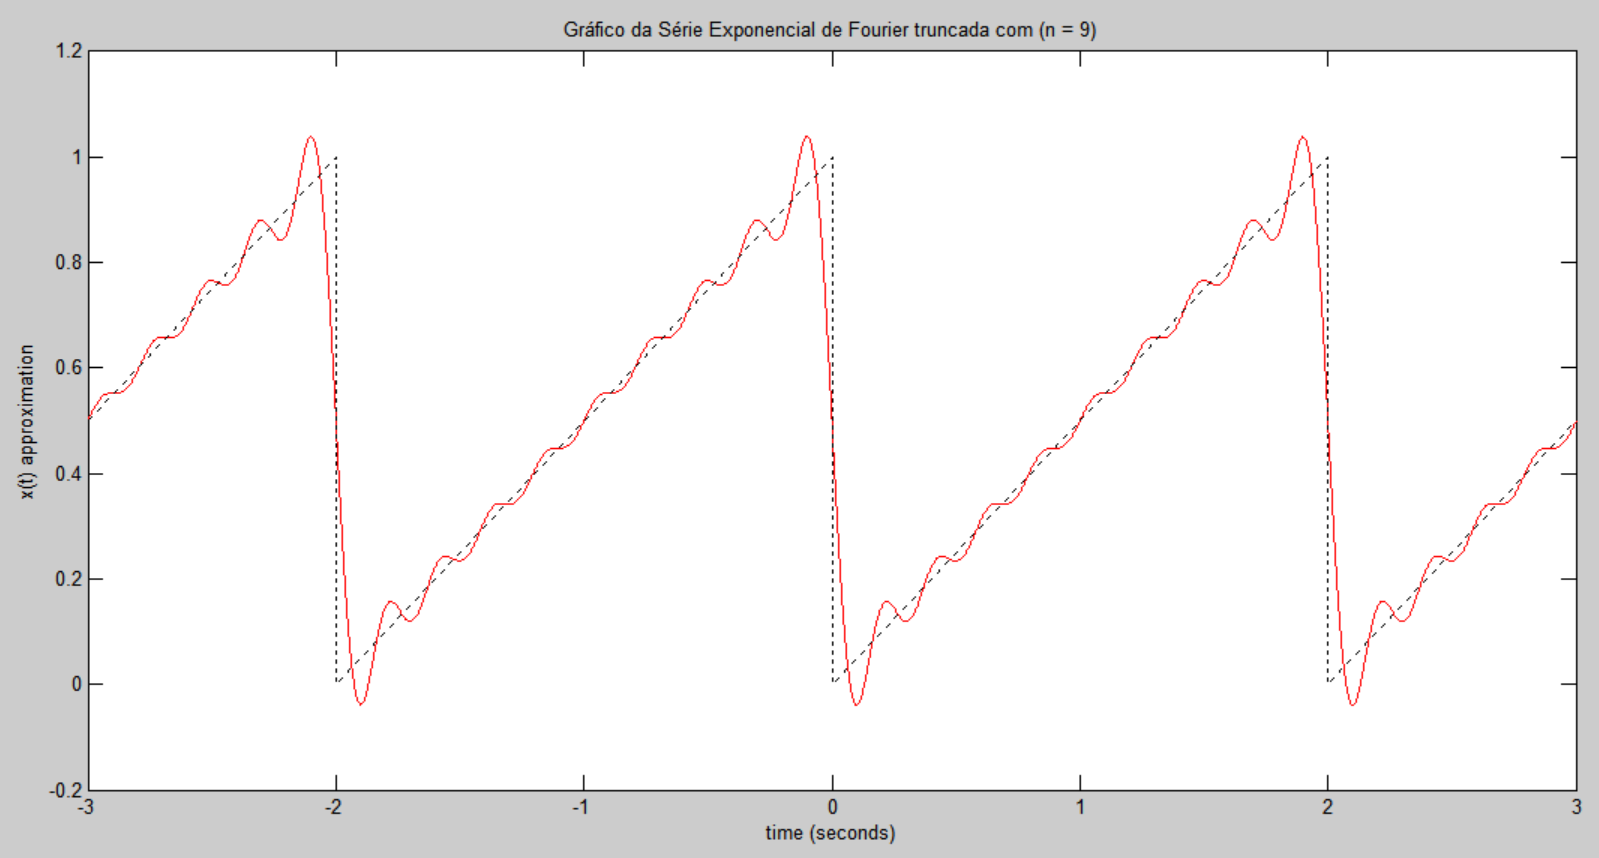 Gráfico da Série Exponencial de Fourier truncada com (n = 9)
1.2
1
0.8
0.6
0.4
0.2
0
-0.2
x(t) approximation
-3 -2 -1 0 1 2 3
time (seconds)